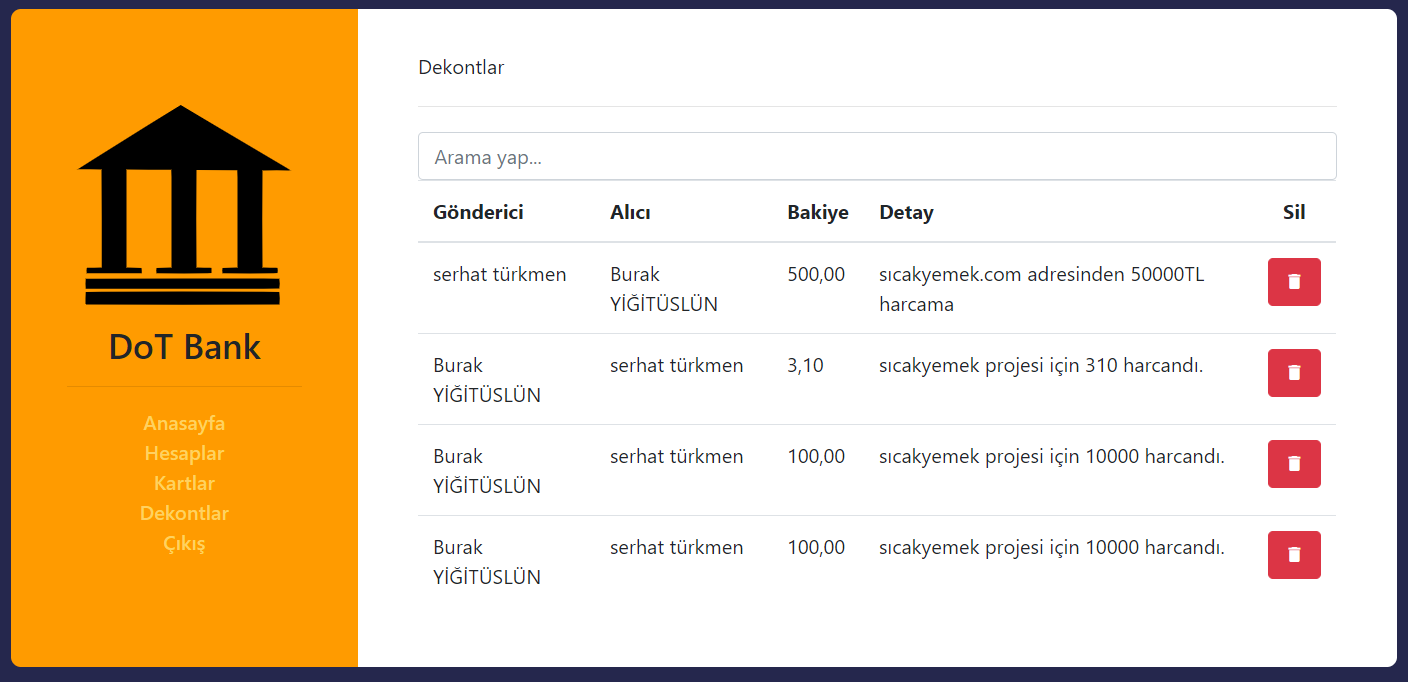 DoT Bank
Anasayfa
Hesaplar
Kartlar
Dekontlar
Çıkış
Dekontlar
Arama yap...
Gönderici Alıcı Bakiye Detay Sil
serhat türkmen Burak 500,00 sıcakyemek.com adresinden 50000TL
YİĞİTÜSLÜN harcama
Burak serhat türkmen 3,10 sıcakyemek projesi için 310 harcandı.
YİĞİTÜSLÜN
Burak serhat türkmen 100,00 sıcakyemek projesi için 10000 harcandı.
YİĞİTÜSLÜN
Burak serhat türkmen 100,00 sıcakyemek projesi için 10000 harcandı.
YİĞİTÜSLÜN